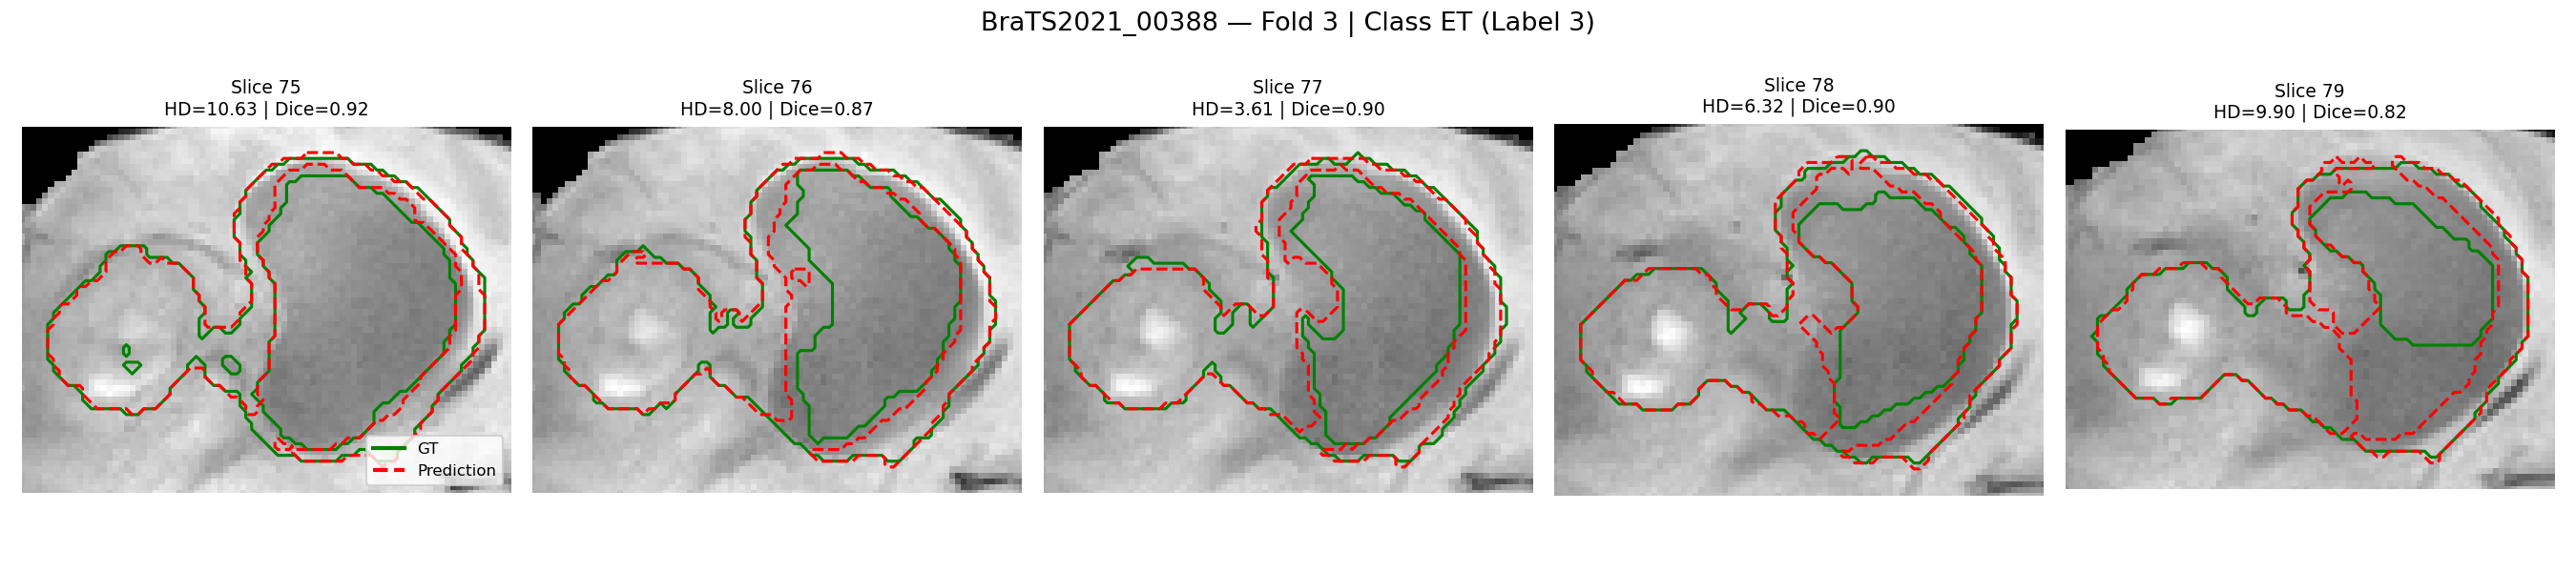 BraTS2021_00388 — Fold 3 | Class ET (Label 3)
Slice 75
HD=10.63 | Dice=0.92
Slice 76
HD=8.00 | Dice=0.87
Slice 77
HD=3.61 | Dice=0.90
Slice 78
HD=6.32 | Dice=0.90
Slice 79
HD=9.90 | Dice=0.82
GT
Prediction